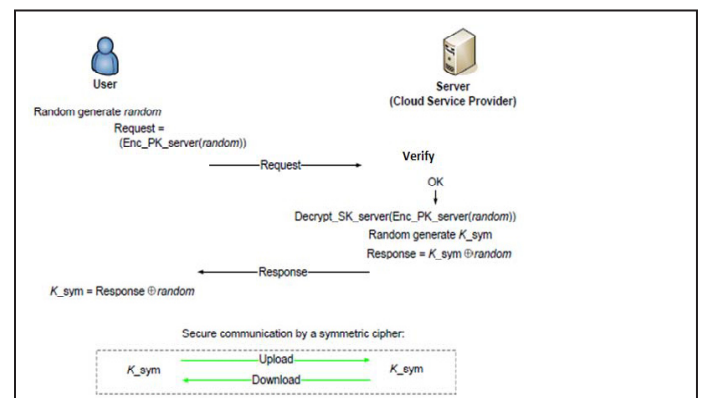 User
Server
(Cloud Service Provider)
Random generate random
Request =
(Enc_PK_server(random))
Request
Verify
OK
Decrypt_SK_server(Enc_PK_server(random))
Random generate K_sym
Response = K_sym ⊕random
Response
K_sym = Response ⊕random
Secure communication by a symmetric cipher:
K_sym
Upload
Download
K_sym